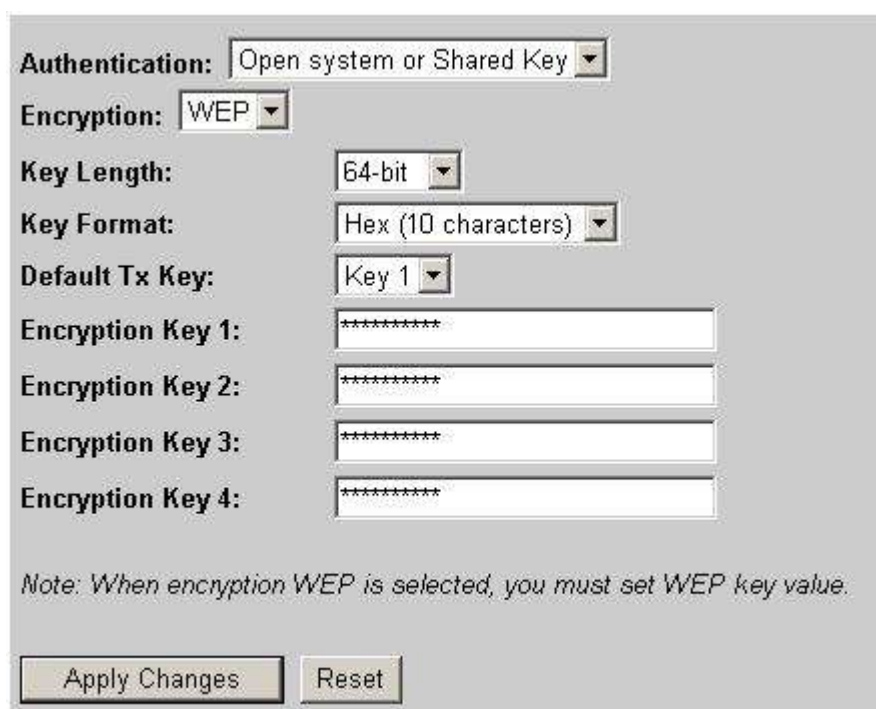 Authentication: Open system or Shared Key
Encryption: WEP
Key Length: 64-bit
Key Format: Hex (10 characters)
Default Tx Key: Key 1
Encryption Key 1: **********
Encryption Key 2: **********
Encryption Key 3: **********
Encryption Key 4: **********
Note: When encryption WEP is selected, you must set WEP key value.
Apply Changes Reset